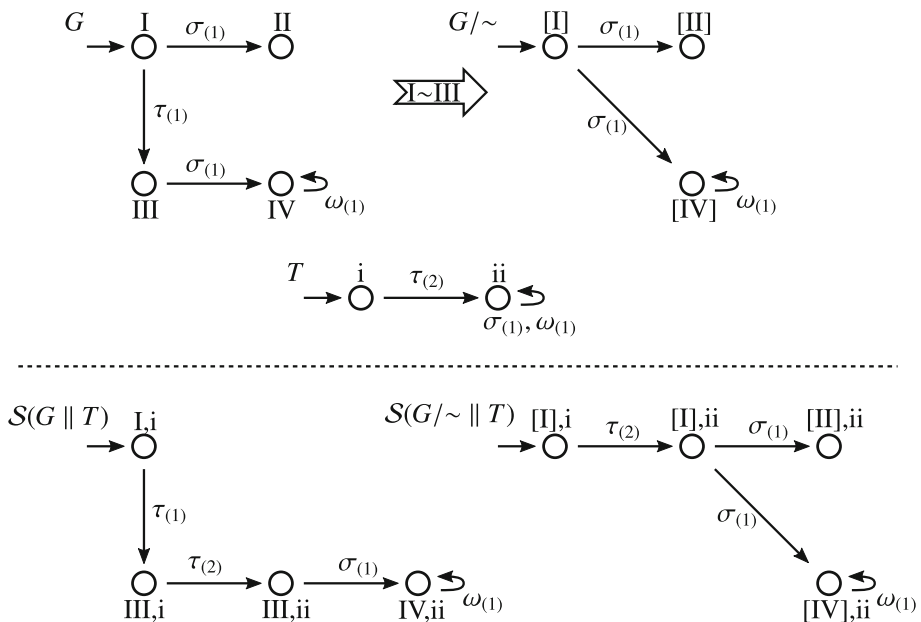 G I σ(1) II G/∼ [I] σ(1) [II]
τ(1) I∼III σ(1)
σ(1)
III IV ω(1) [IV] ω(1)
T i τ(2) ii
σ(1), ω(1)
S(G ∥ T) I,i S(G/∼ ∥ T) [I],i τ(2) [I],ii σ(1) [II],ii
τ(1) σ(1)
τ(2) σ(1)
III,i III,ii IV,ii ω(1) [IV],ii ω(1)